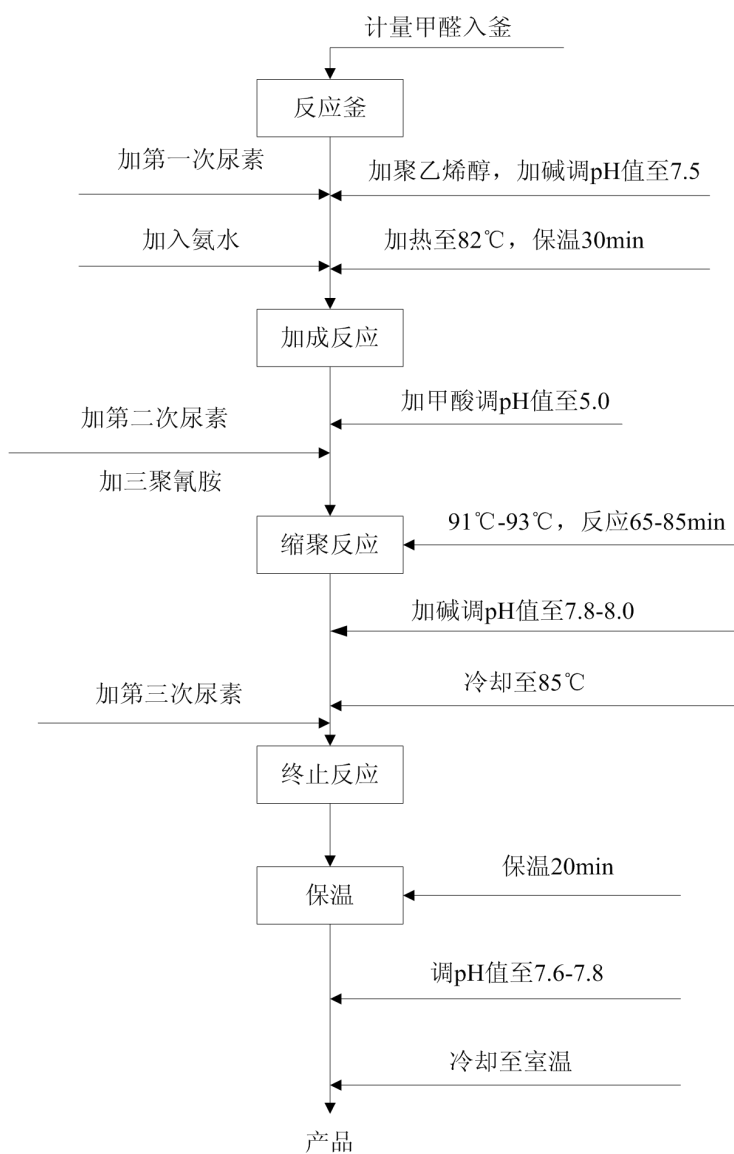 计量甲醛入釜
反应釜
加第一次尿素
加聚乙烯醇，加碱调pH值至7.5
加入氨水
加热至82℃，保温30min
加成反应
加甲酸调pH值至5.0
加第二次尿素
加三聚氰胺
91℃-93℃，反应65-85min
缩聚反应
加碱调pH值至7.8-8.0
加第三次尿素
冷却至85℃
终止反应
保温20min
保温
调pH值至7.6-7.8
冷却至室温
产品